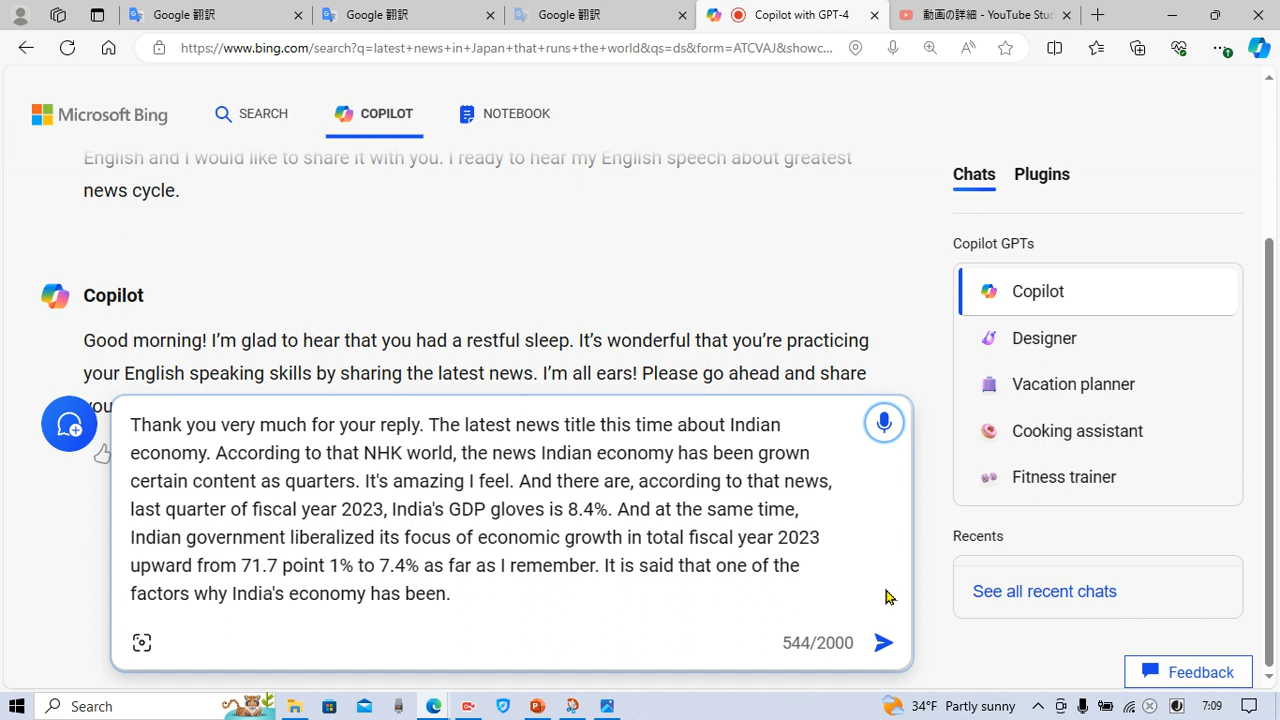 Google 翻訳
Google 翻訳
Google 翻訳
Copilot with GPT-4
動画の詳細 - YouTube Stu
https://www.bing.com/search?q=latest+news+in+Japan+that+runs+the+world&qs=ds&form=ATCVAJ&showc...
Microsoft Bing
SEARCH
COPILOT
NOTEBOOK
English and I would like to share it with you. I ready to hear my English speech about greatest
news cycle.
Chats
Plugins
Copilot GPTs
Copilot
Designer
Vacation planner
Cooking assistant
Fitness trainer
Recents
See all recent chats
Copilot
Good morning! I'm glad to hear that you had a restful sleep. It's wonderful that you're practicing
your English speaking skills by sharing the latest news. I'm all ears! Please go ahead and share
Thank you very much for your reply. The latest news title this time about Indian
economy. According to that NHK world, the news Indian economy has been grown
certain content as quarters. It's amazing I feel. And there are, according to that news,
last quarter of fiscal year 2023, India's GDP gloves is 8.4%. And at the same time,
Indian government liberalized its focus of economic growth in total fiscal year 2023
upward from 71.7 point 1% to 7.4% as far as I remember. It is said that one of the
factors why India's economy has been.
544/2000
Feedback
Search
34°F Partly sunny
7:09